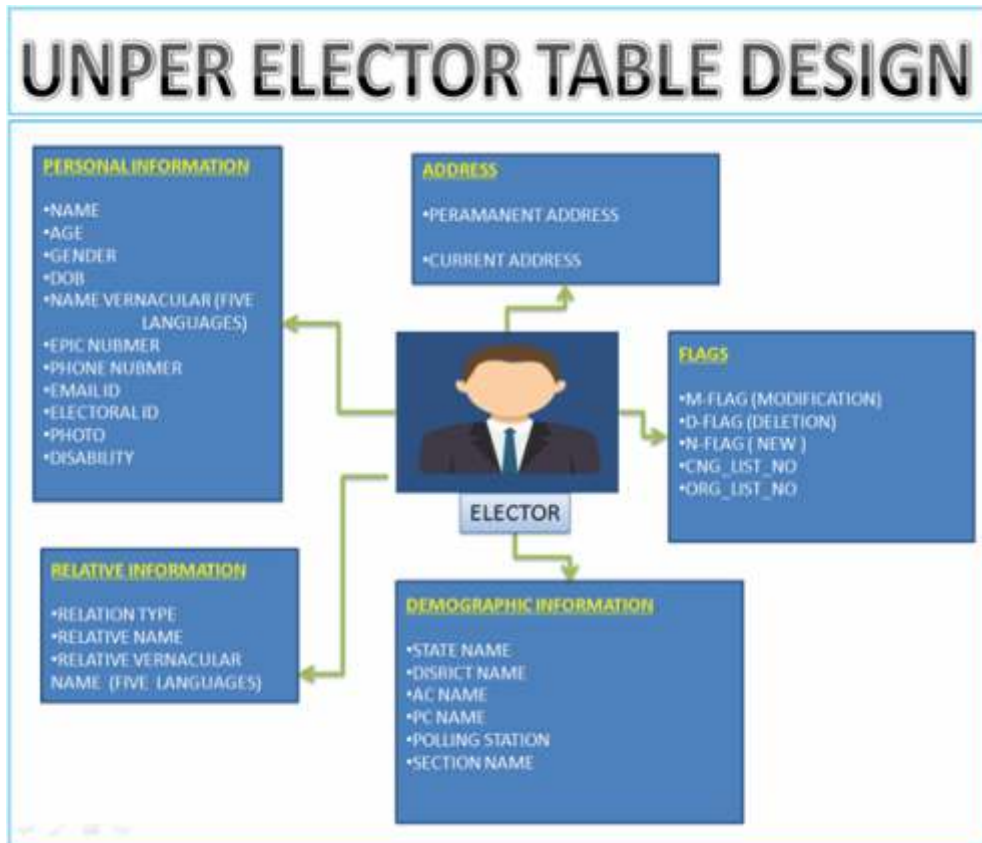 UNPER ELECTOR TABLE DESIGN
PERSONAL INFORMATION
•NAME
•AGE
•GENDER
•DOB
•NAME VERNACULAR (FIVE
LANGUAGES)
•EPIC NUBMER
•PHONE NUBMER
•EMAIL ID
•ELECTORAL ID
•PHOTO
•DISABILITY
ADDRESS
•PERAMANENT ADDRESS
•CURRENT ADDRESS
FLAGS
•M-FLAG (MODIFICATION)
•D-FLAG (DELETION)
•N-FLAG ( NEW )
•CNG_LIST_NO
•ORG_LIST_NO
ELECTOR
RELATIVE INFORMATION
•RELATION TYPE
•RELATIVE NAME
•RELATIVE VERNACULAR
NAME (FIVE LANGUAGES)
DEMOGRAPHIC INFORMATION
•STATE NAME
•DISRICT NAME
•AC NAME
•PC NAME
•POLLING STATION
•SECTION NAME